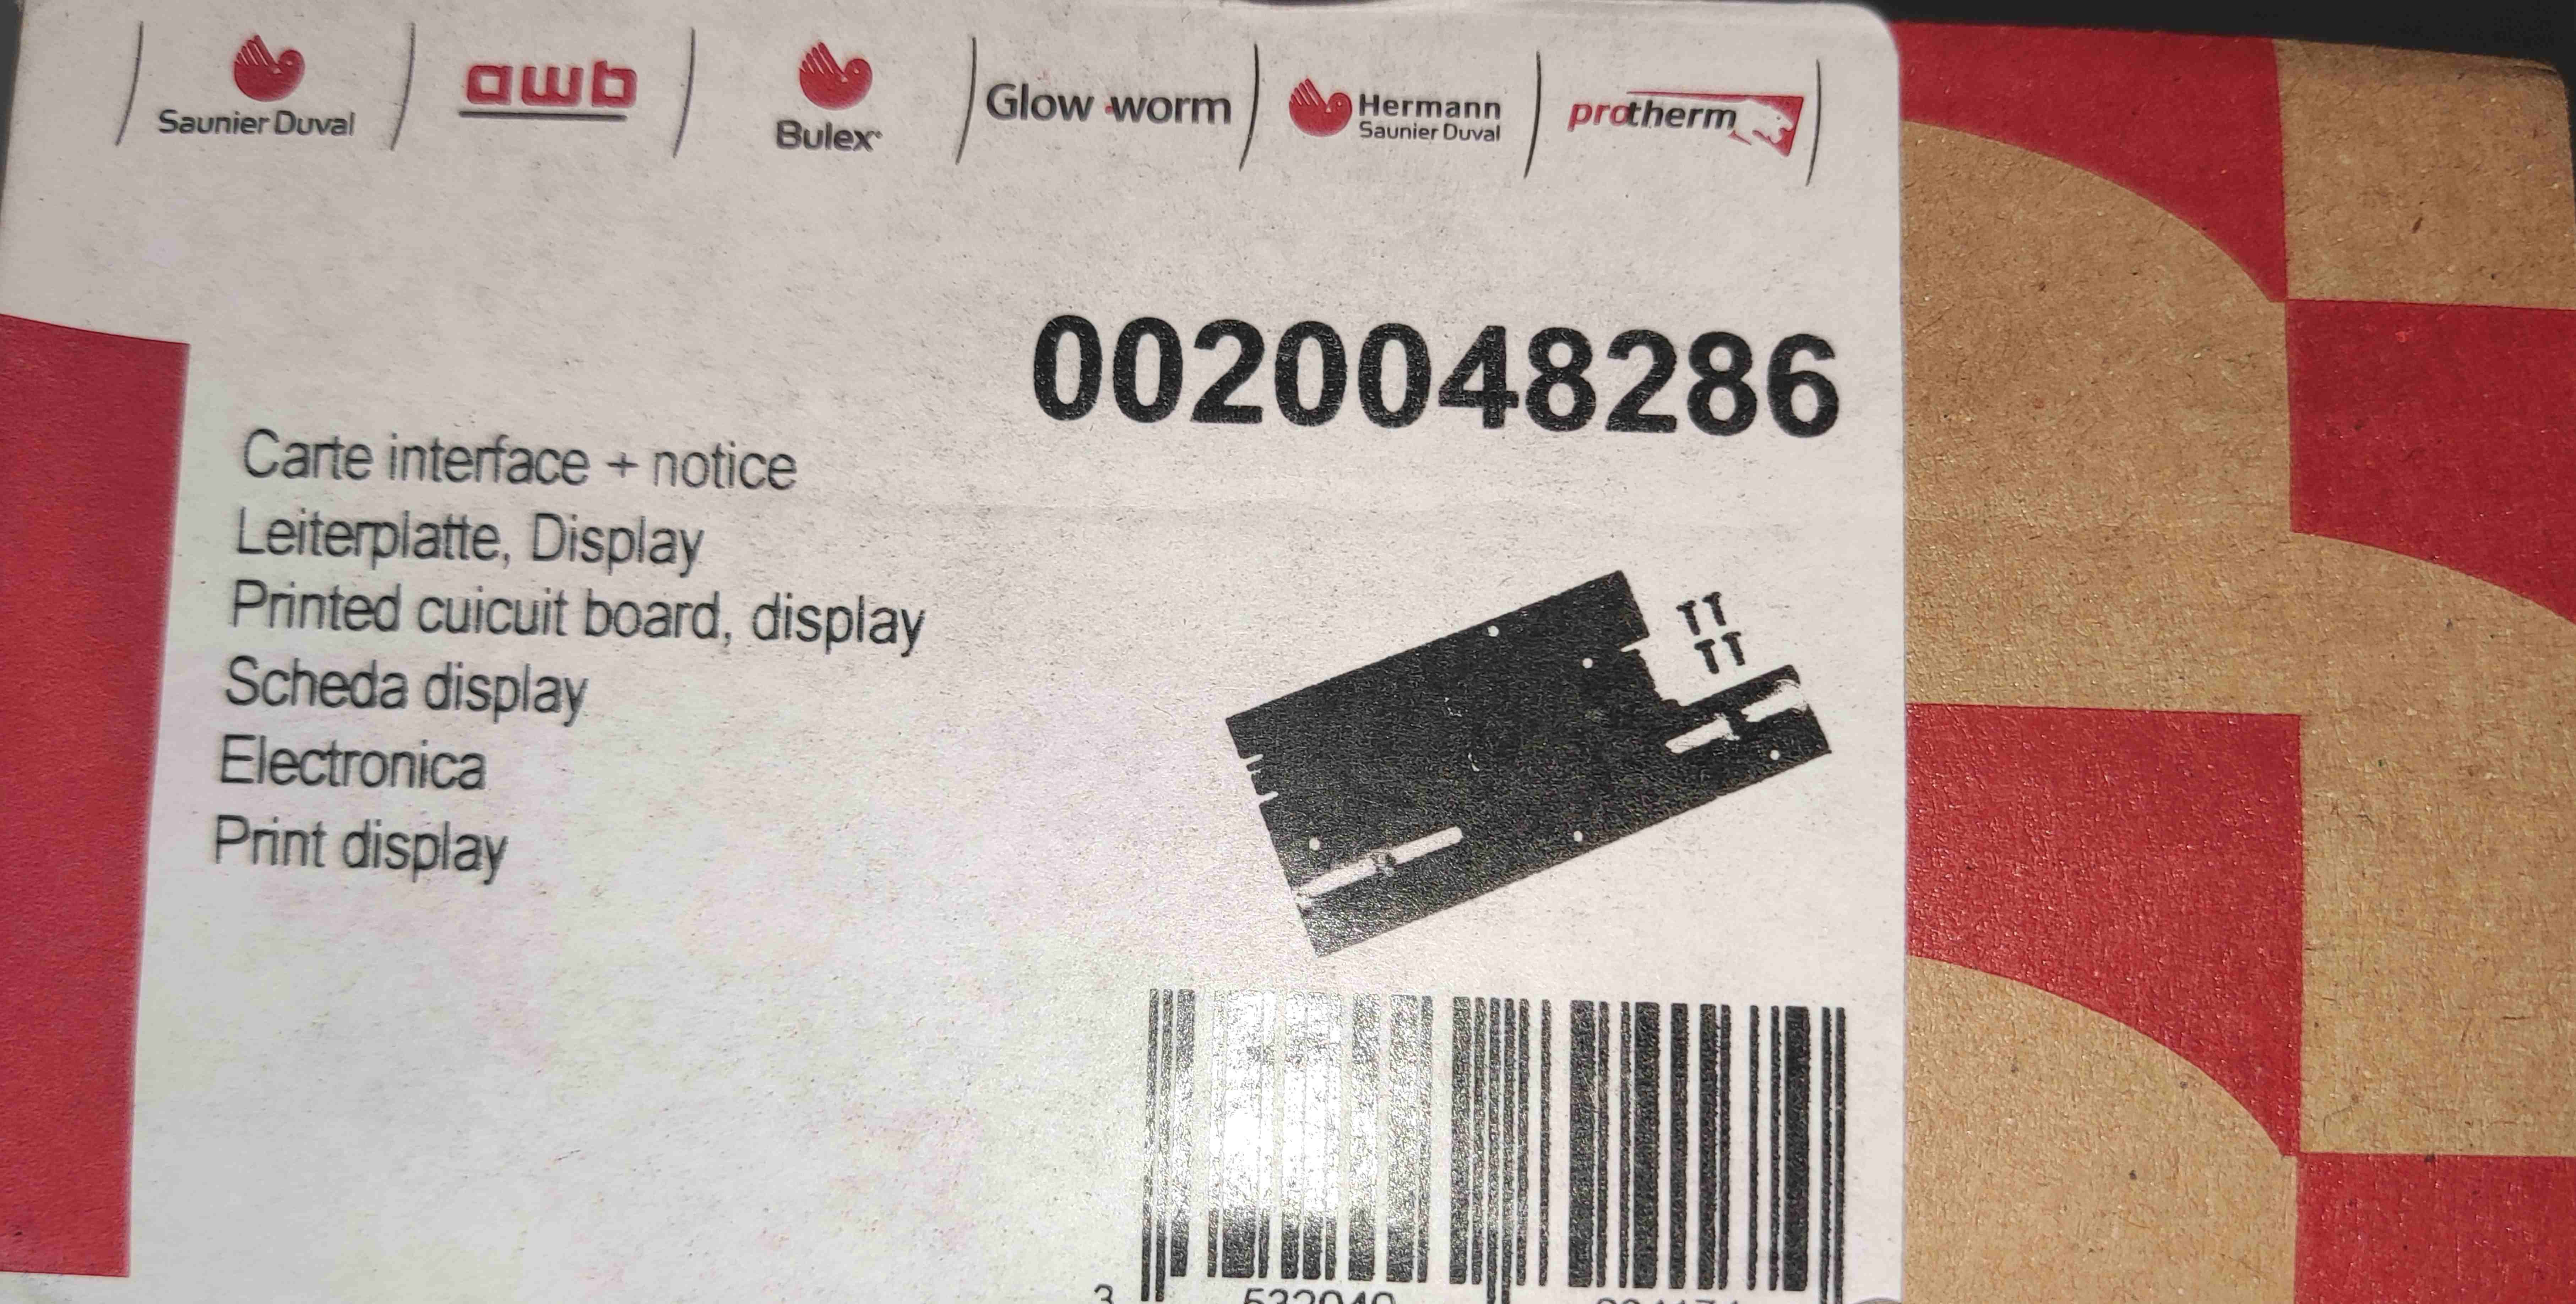 Saunier Duval awb Bulex Glow-worm Hermann Saunier Duval protherm
0020048286
Carte interface + notice
Leiterplatte, Display
Printed cuicuit board, display
Scheda display
Electronica
Print display
3